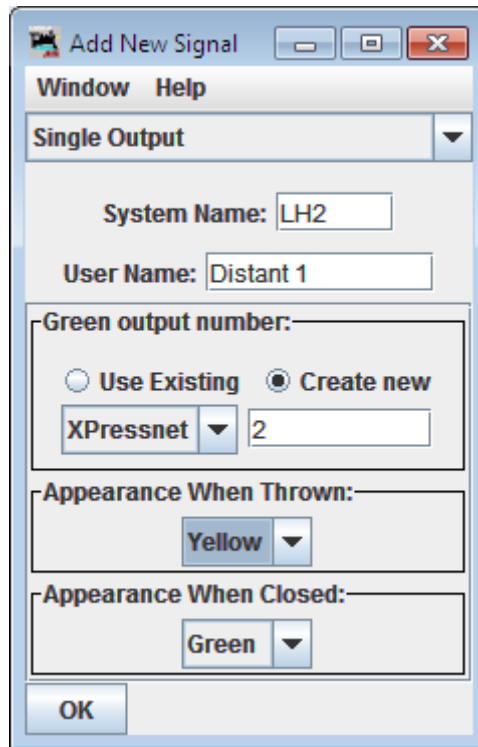 Add New Signal
Window Help
Single Output
System Name: LH2
User Name: Distant 1
Green output number:
Use Existing Create new
XPressnet 2
Appearance When Thrown:
Yellow
Appearance When Closed:
Green
OK